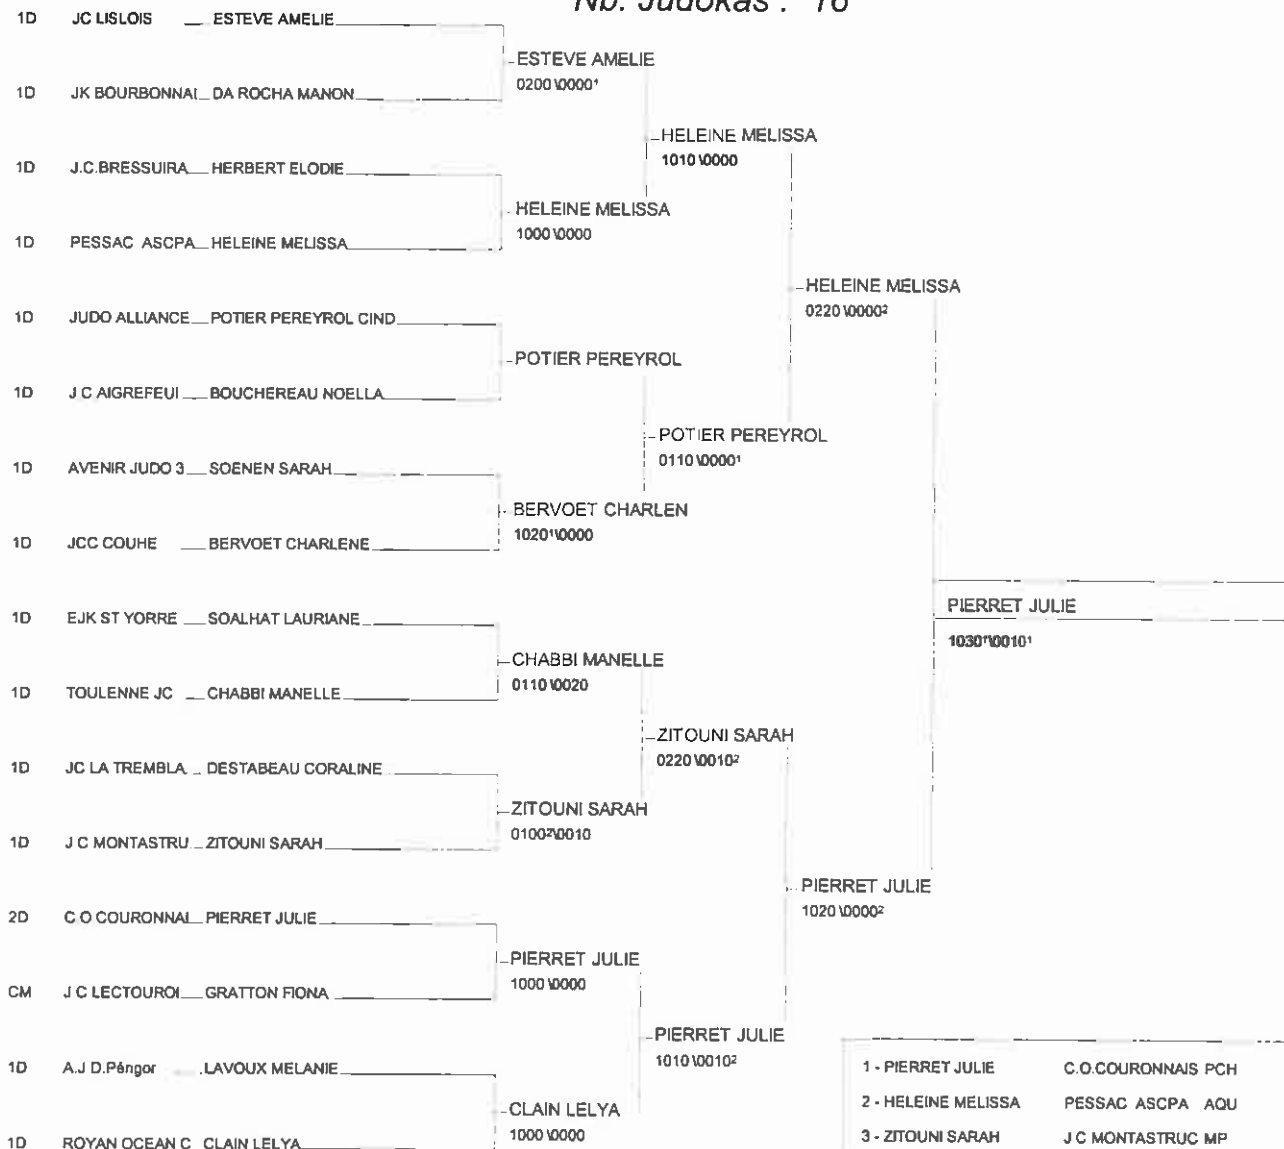 Nb. Judokas : 16
1D JC LISLOIS ESTEVE AMELIE
ESTEVE AMELIE
0200\0000¹
1D JK BOURBONNAI DA ROCHA MANON
HELEINE MELISSA
1010\0000
1D J.C.BRESSUIRA HERBERT ELODIE
HELEINE MELISSA
1000\0000
1D PESSAC ASCPA HELEINE MELISSA
HELEINE MELISSA
0220\0000²
1D JUDO ALLIANCE POTIER PEREYROL CIND
POTIER PEREYROL
1D J C AIGREFEUI BOUCHEREAU NOELLA
POTIER PEREYROL
0110\0000¹
1D AVENIR JUDO 3 SOENEN SARAH
BERVOET CHARLEN
1020¹\0000
1D JCC COUHE BERVOET CHARLENE
PIERRET JULIE
1030¹\0010¹
1D EJK ST YORRE SOALHAT LAURIANE
CHABBI MANELLE
0110\0020
1D TOULENNE JC CHABBI MANELLE
ZITOUNI SARAH
0220\0010²
1D JC LA TREMBLA DESTABEAU CORALINE
ZITOUNI SARAH
0100²\0010
1D J C MONTASTRU ZITOUNI SARAH
PIERRET JULIE
1020\0000²
2D C O COURONNAI PIERRET JULIE
PIERRET JULIE
1000\0000
CM J C LECTOUROI GRATTON FIONA
PIERRET JULIE
1010\0010²
1D A.J D.Périgor LAVOUX MELANIE
CLAIN LELYA
1000\0000
1D ROYAN OCEAN C CLAIN LELYA
1 - PIERRET JULIE C.O.COURONNAIS PCH
2 - HELEINE MELISSA PESSAC ASCPA AQU
3 - ZITOUNI SARAH J C MONTASTRUC MP